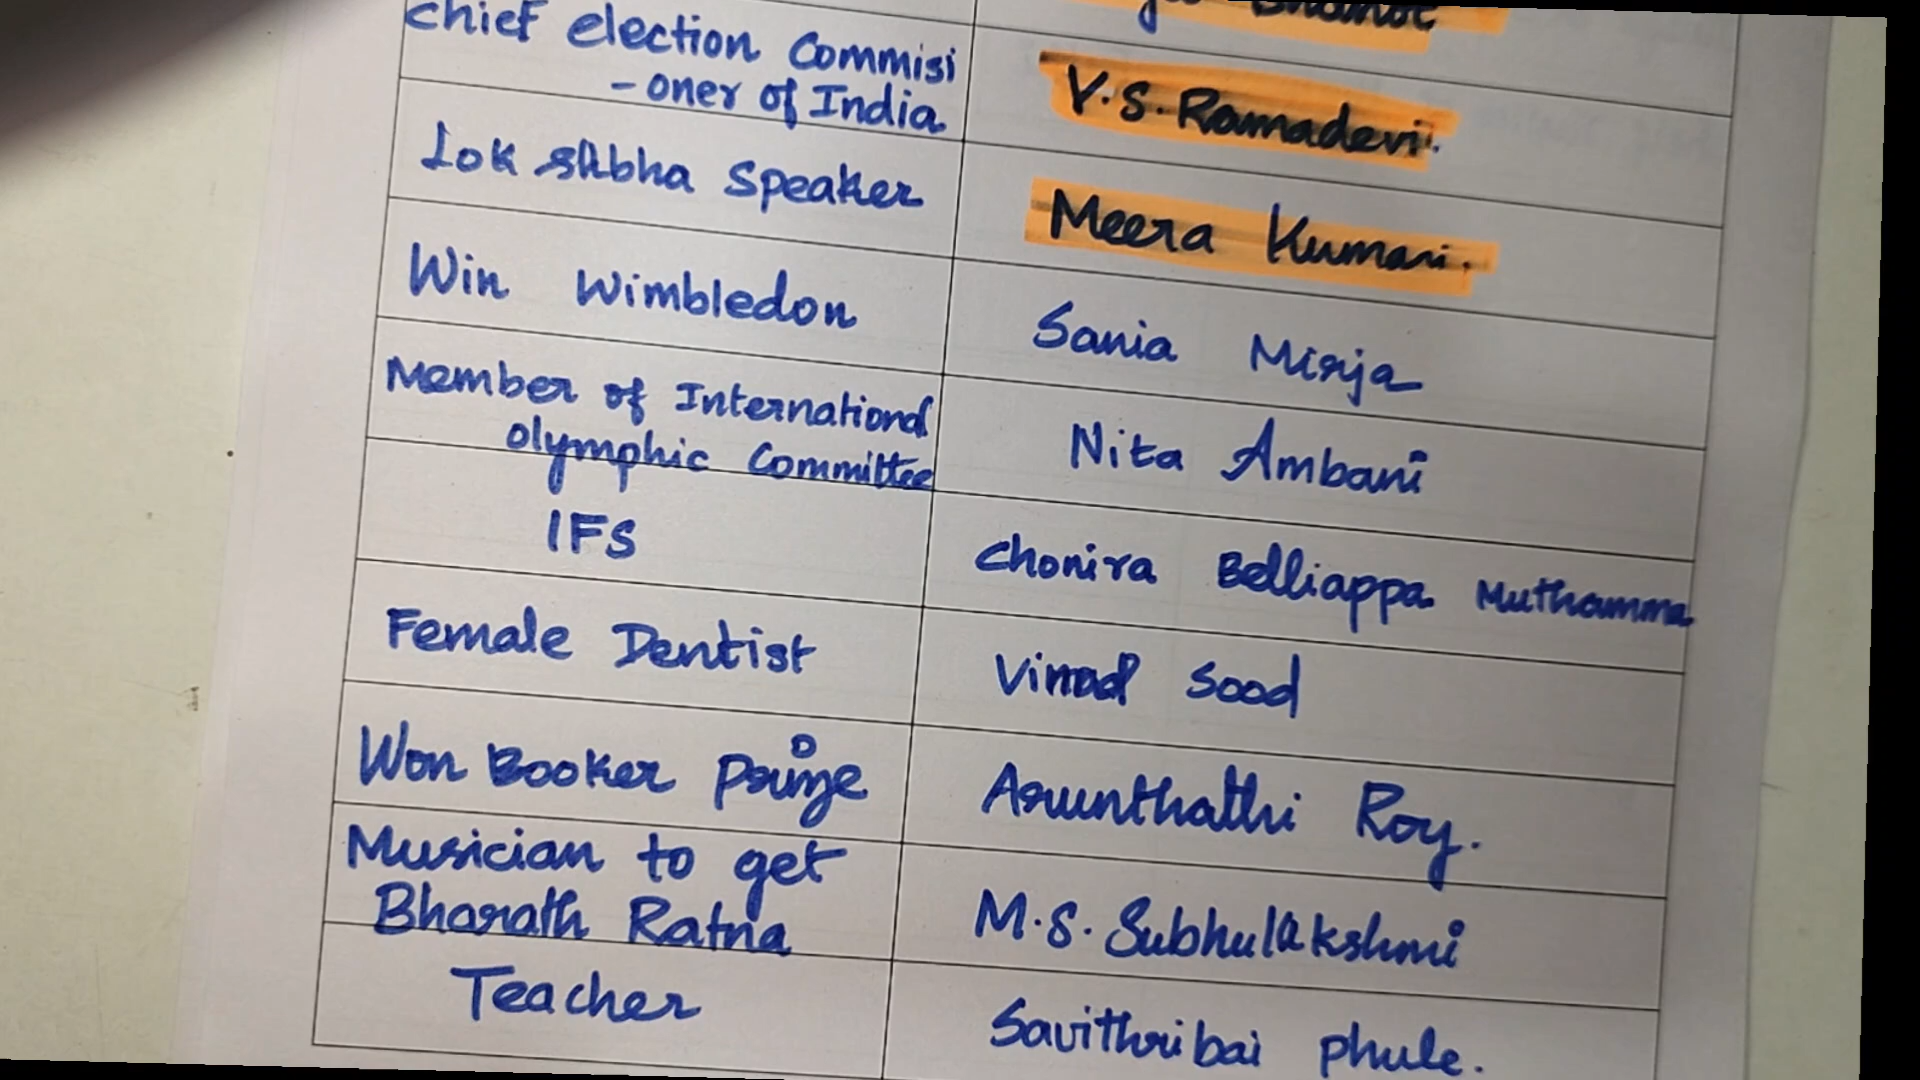 Bhanot
Chief election Commisi
-oner of India
V.S.Ramadevi.
Lok sabha speaker
Meera Kumari.
Win Wimbledon
Sania Mirja
Member of International
olymphic Committee
Nita Ambani
IFS
Chonira Belliappa Muthamma
Female Dentist
Vimal Sood
Won Booker Prize
Arunthathi Roy.
Musician to get
Bharath Ratna
M.S.Subhulakshmi
Teacher
Savithribai phule.